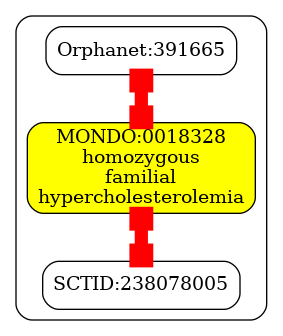 Orphanet:391665
MONDO:0018328
homozygous
familial
hypercholesterolemia
SCTID:238078005